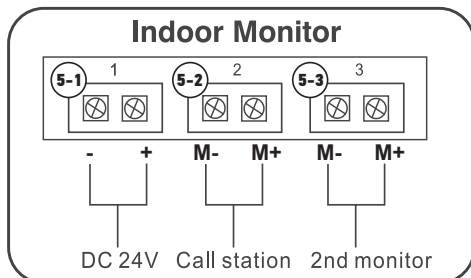 Indoor Monitor
5-1 1 5-2 2 5-3 3
- + M- M+ M- M+
DC 24V Call station 2nd monitor